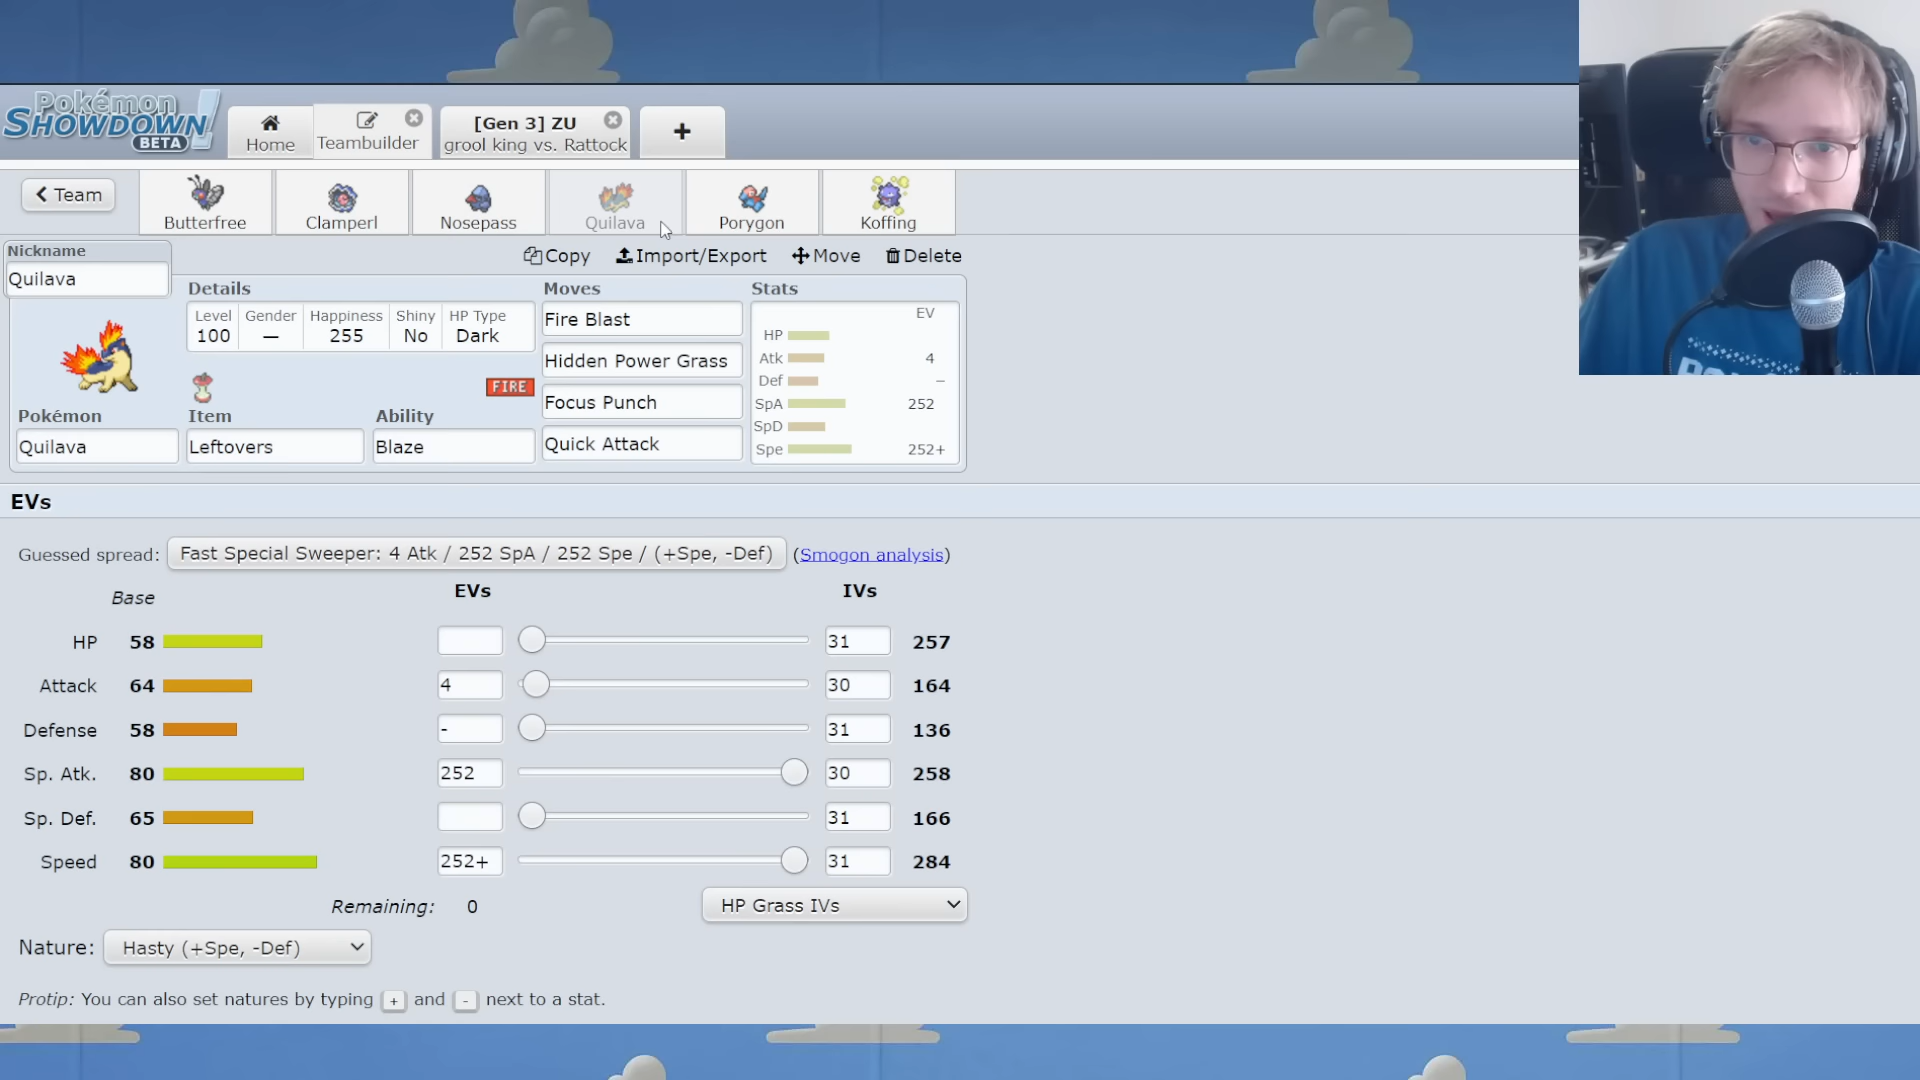 Pokémon
SHOWDOWN!
BETA
Home
Teambuilder
[Gen 3] ZU
grool king vs. Rattock
+
Team
Butterfree
Clamperl
Nosepass
Quilava
Porygon
Koffing
Nickname
Quilava
Copy
Import/Export
Move
Delete
Details
Level
100
Gender
—
Happiness
255
Shiny
No
HP Type
Dark
FIRE
Pokémon
Quilava
Item
Leftovers
Ability
Blaze
Moves
Fire Blast
Hidden Power Grass
Focus Punch
Quick Attack
Stats
EV
HP
Atk 4
Def –
SpA 252
SpD
Spe 252+
EVs
Guessed spread: Fast Special Sweeper: 4 Atk / 252 SpA / 252 Spe / (+Spe, -Def) (Smogon analysis)
Base EVs IVs
HP 58 31 257
Attack 64 4 30 164
Defense 58 - 31 136
Sp. Atk. 80 252 30 258
Sp. Def. 65 31 166
Speed 80 252+ 31 284
Remaining: 0 HP Grass IVs
Nature: Hasty (+Spe, -Def)
Protip: You can also set natures by typing + and - next to a stat.